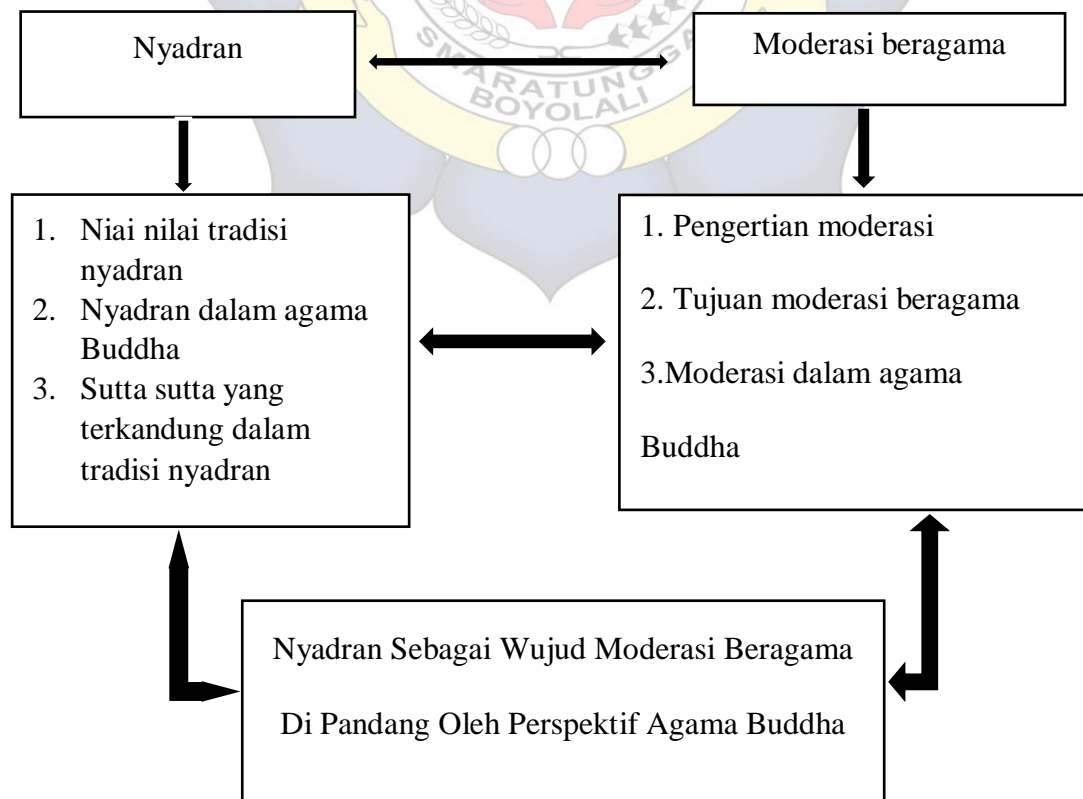 Nyadran
Moderasi beragama
SMARATUNGGA
BOYOLALI
1. Niai nilai tradisi
nyadran
2. Nyadran dalam agama
Buddha
3. Sutta sutta yang
terkandung dalam
tradisi nyadran
1. Pengertian moderasi
2. Tujuan moderasi beragama
3.Moderasi dalam agama
Buddha
Nyadran Sebagai Wujud Moderasi Beragama
Di Pandang Oleh Perspektif Agama Buddha